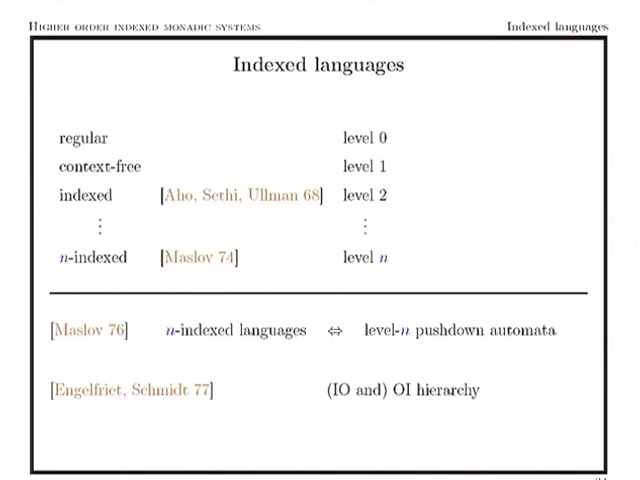 Higher order indexed monadic systems
Indexed languages
Indexed languages
regular level 0
context-free level 1
indexed [Aho, Sethi, Ullman 68] level 2
⋮ ⋮
n-indexed [Maslov 74] level n
[Maslov 76] n-indexed languages ⇔ level-n pushdown automata
[Engelfriet, Schmidt 77] (IO and) OI hierarchy